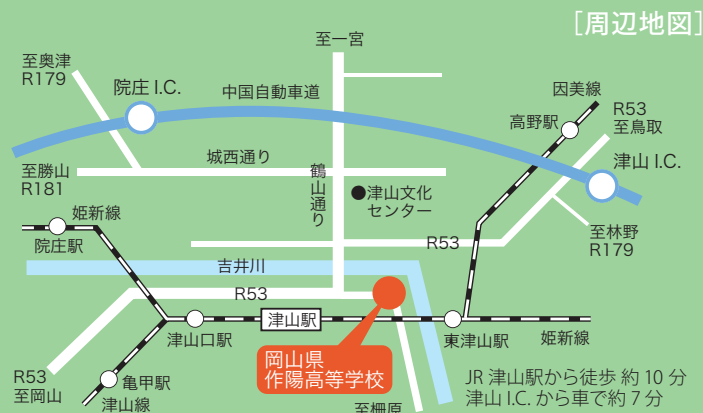 [周辺地図]
至一宮
至奥津
R179
院庄 I.C.
中国自動車道
因美線
高野駅
R53
至鳥取
津山 I.C.
至勝山
R181
城西通り
鶴山通り
●津山文化
センター
姫新線
院庄駅
R53
至林野
R179
吉井川
R53
津山口駅
津山駅
東津山駅
姫新線
岡山県
作陽高等学校
R53
至岡山
亀甲駅
津山線
至柵原
JR 津山駅から徒歩 約 10 分
津山 I.C. から車で約 7 分